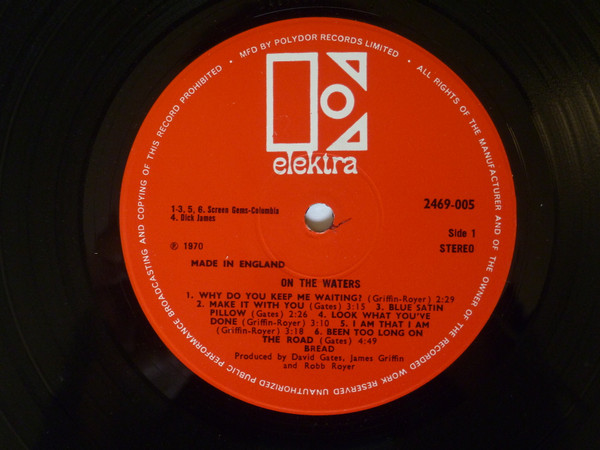 MFD BY POLYDOR RECORDS LIMITED • ALL RIGHTS OF THE MANUFACTURER AND OF THE OWNER OF THE RECORDED WORK RESERVED UNAUTHORIZED PUBLIC PERFORMANCE BROADCASTING AND COPYING OF THIS RECORD PROHIBITED •
elektra
1-3, 5, 6. Screen Gems-Columbia
4. Dick James
2469-005
Side 1
STEREO
℗ 1970
MADE IN ENGLAND
ON THE WATERS
1. WHY DO YOU KEEP ME WAITING? (Griffin-Royer) 2:29
2. MAKE IT WITH YOU (Gates) 3:15 3. BLUE SATIN
PILLOW (Gates) 2:26 4. LOOK WHAT YOU'VE
DONE (Griffin-Royer) 3:10 5. I AM THAT I AM
(Griffin-Royer) 3:18 6. BEEN TOO LONG ON
THE ROAD (Gates) 4:49
BREAD
Produced by David Gates, James Griffin
and Robb Royer